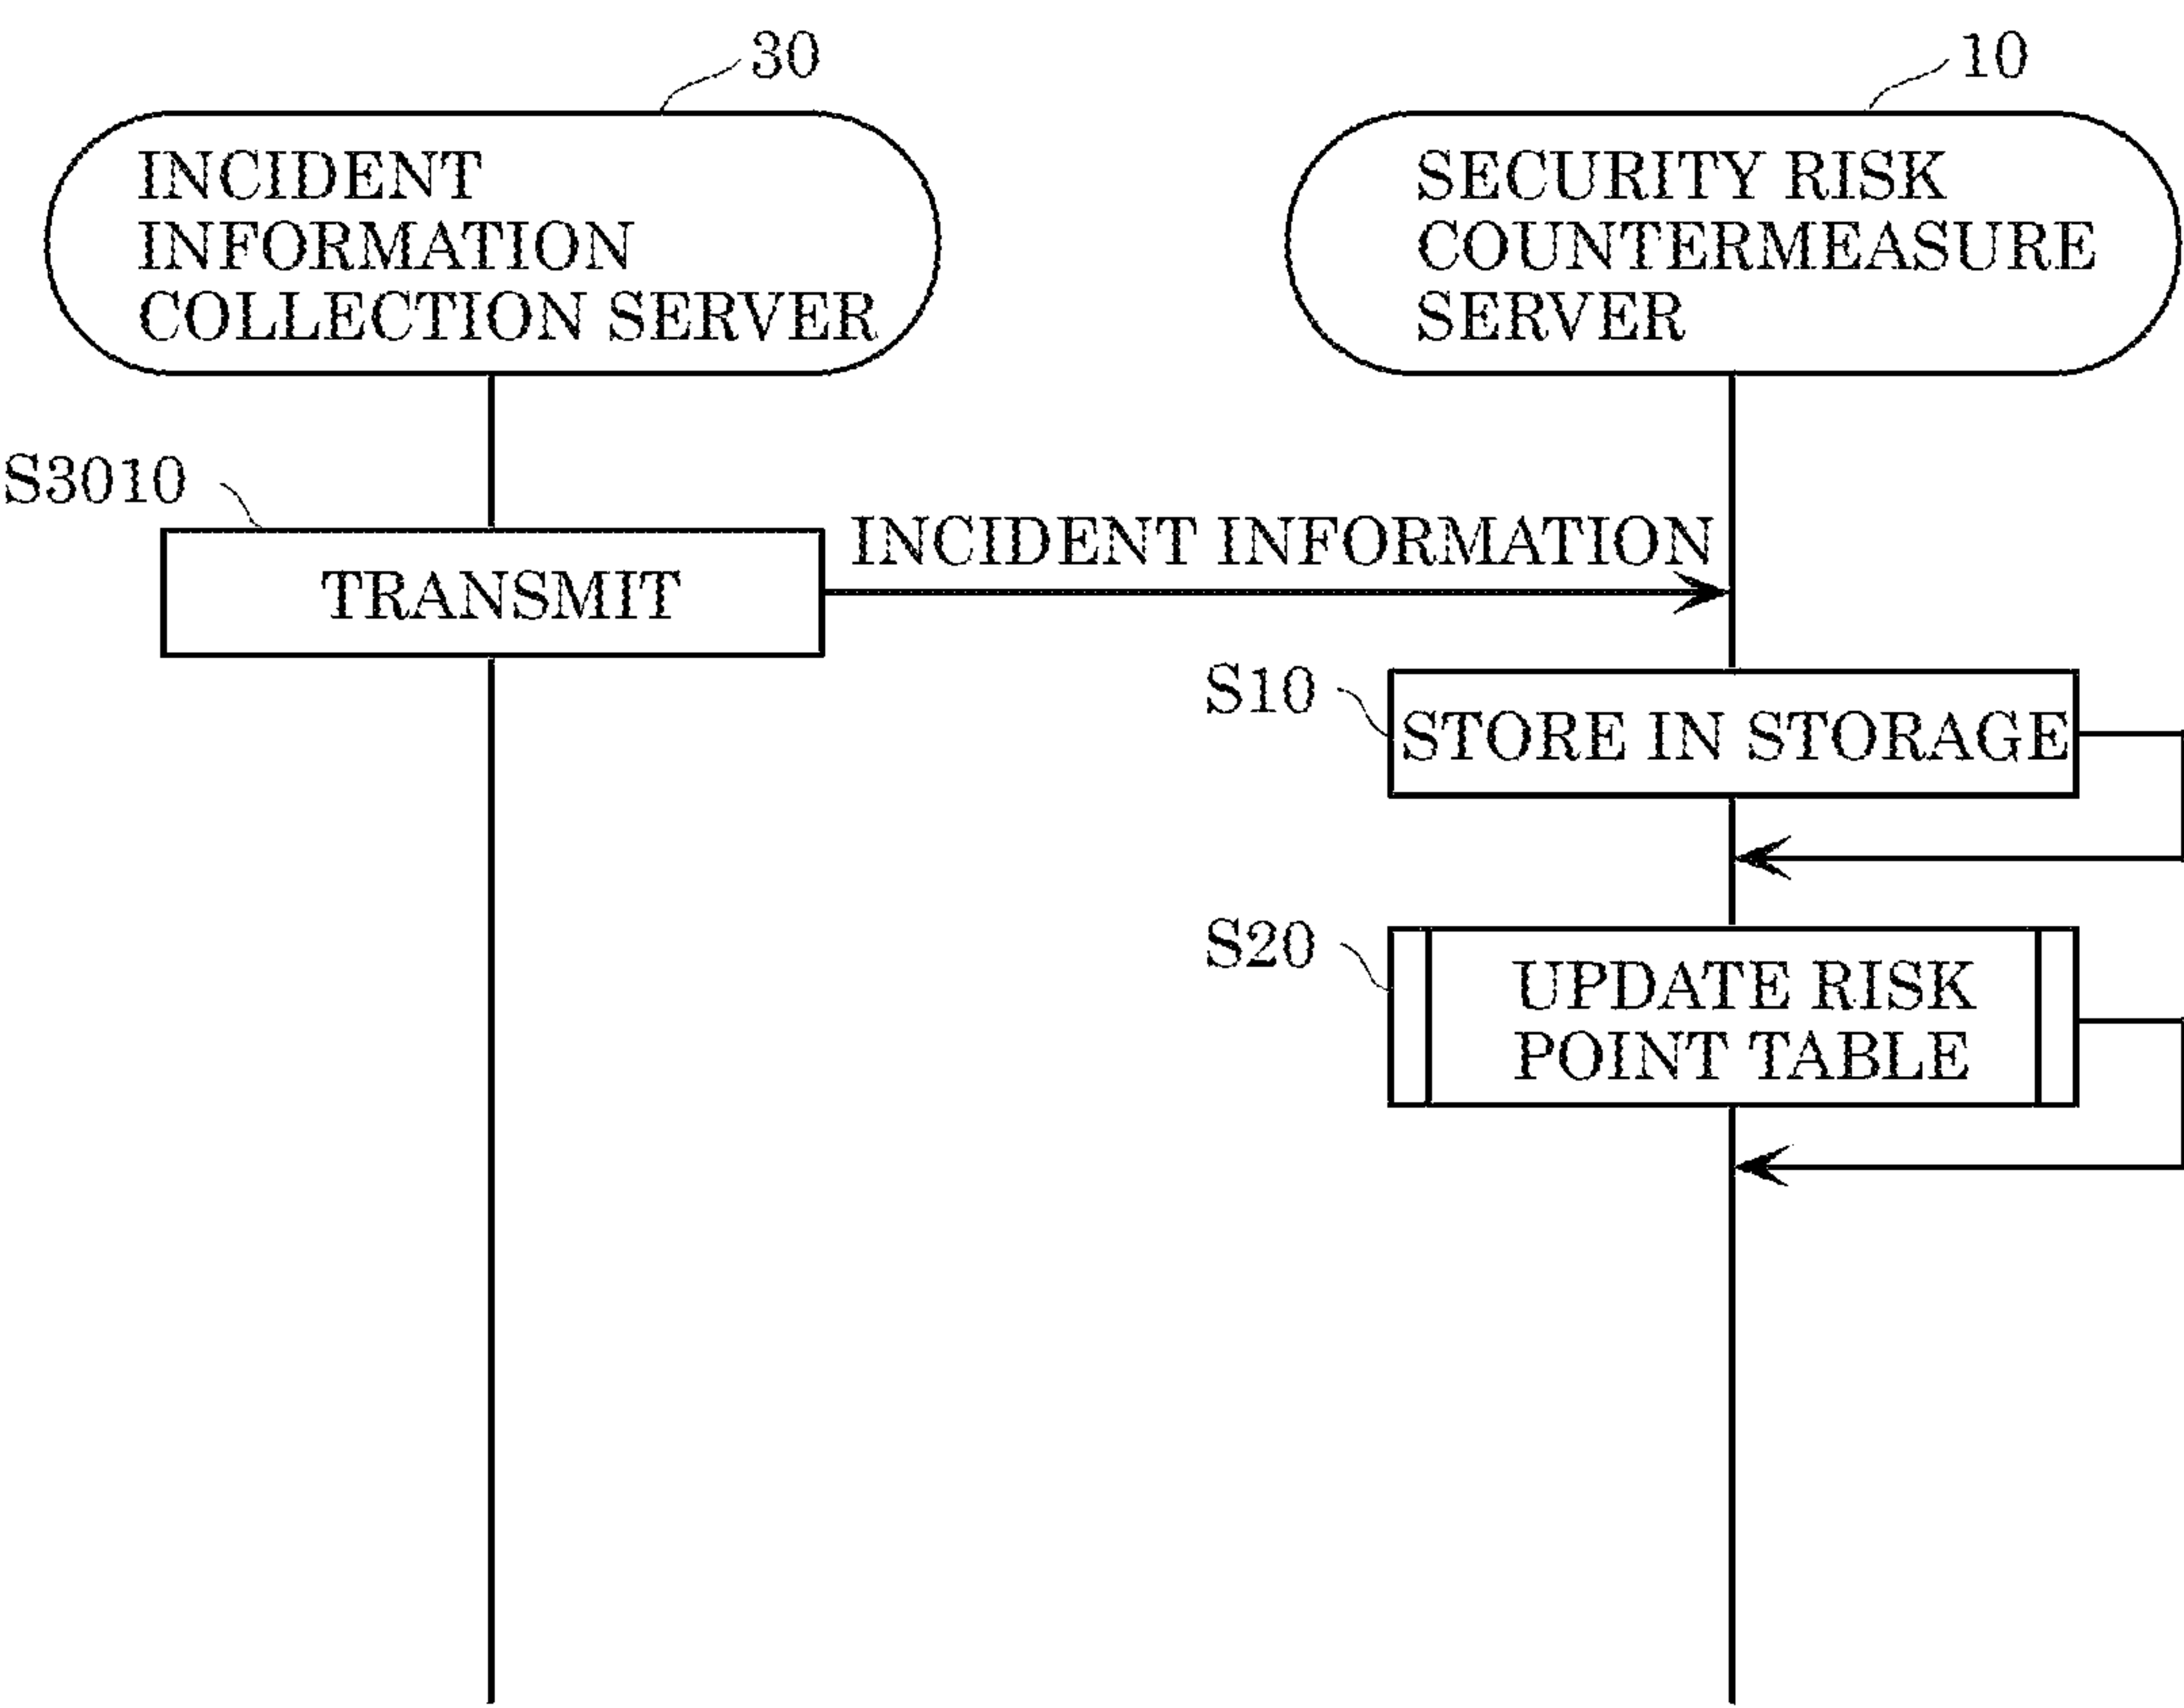 30
10
INCIDENT
INFORMATION
COLLECTION SERVER
SECURITY RISK
COUNTERMEASURE
SERVER
S3010
TRANSMIT
INCIDENT INFORMATION
S10
STORE IN STORAGE
S20
UPDATE RISK
POINT TABLE